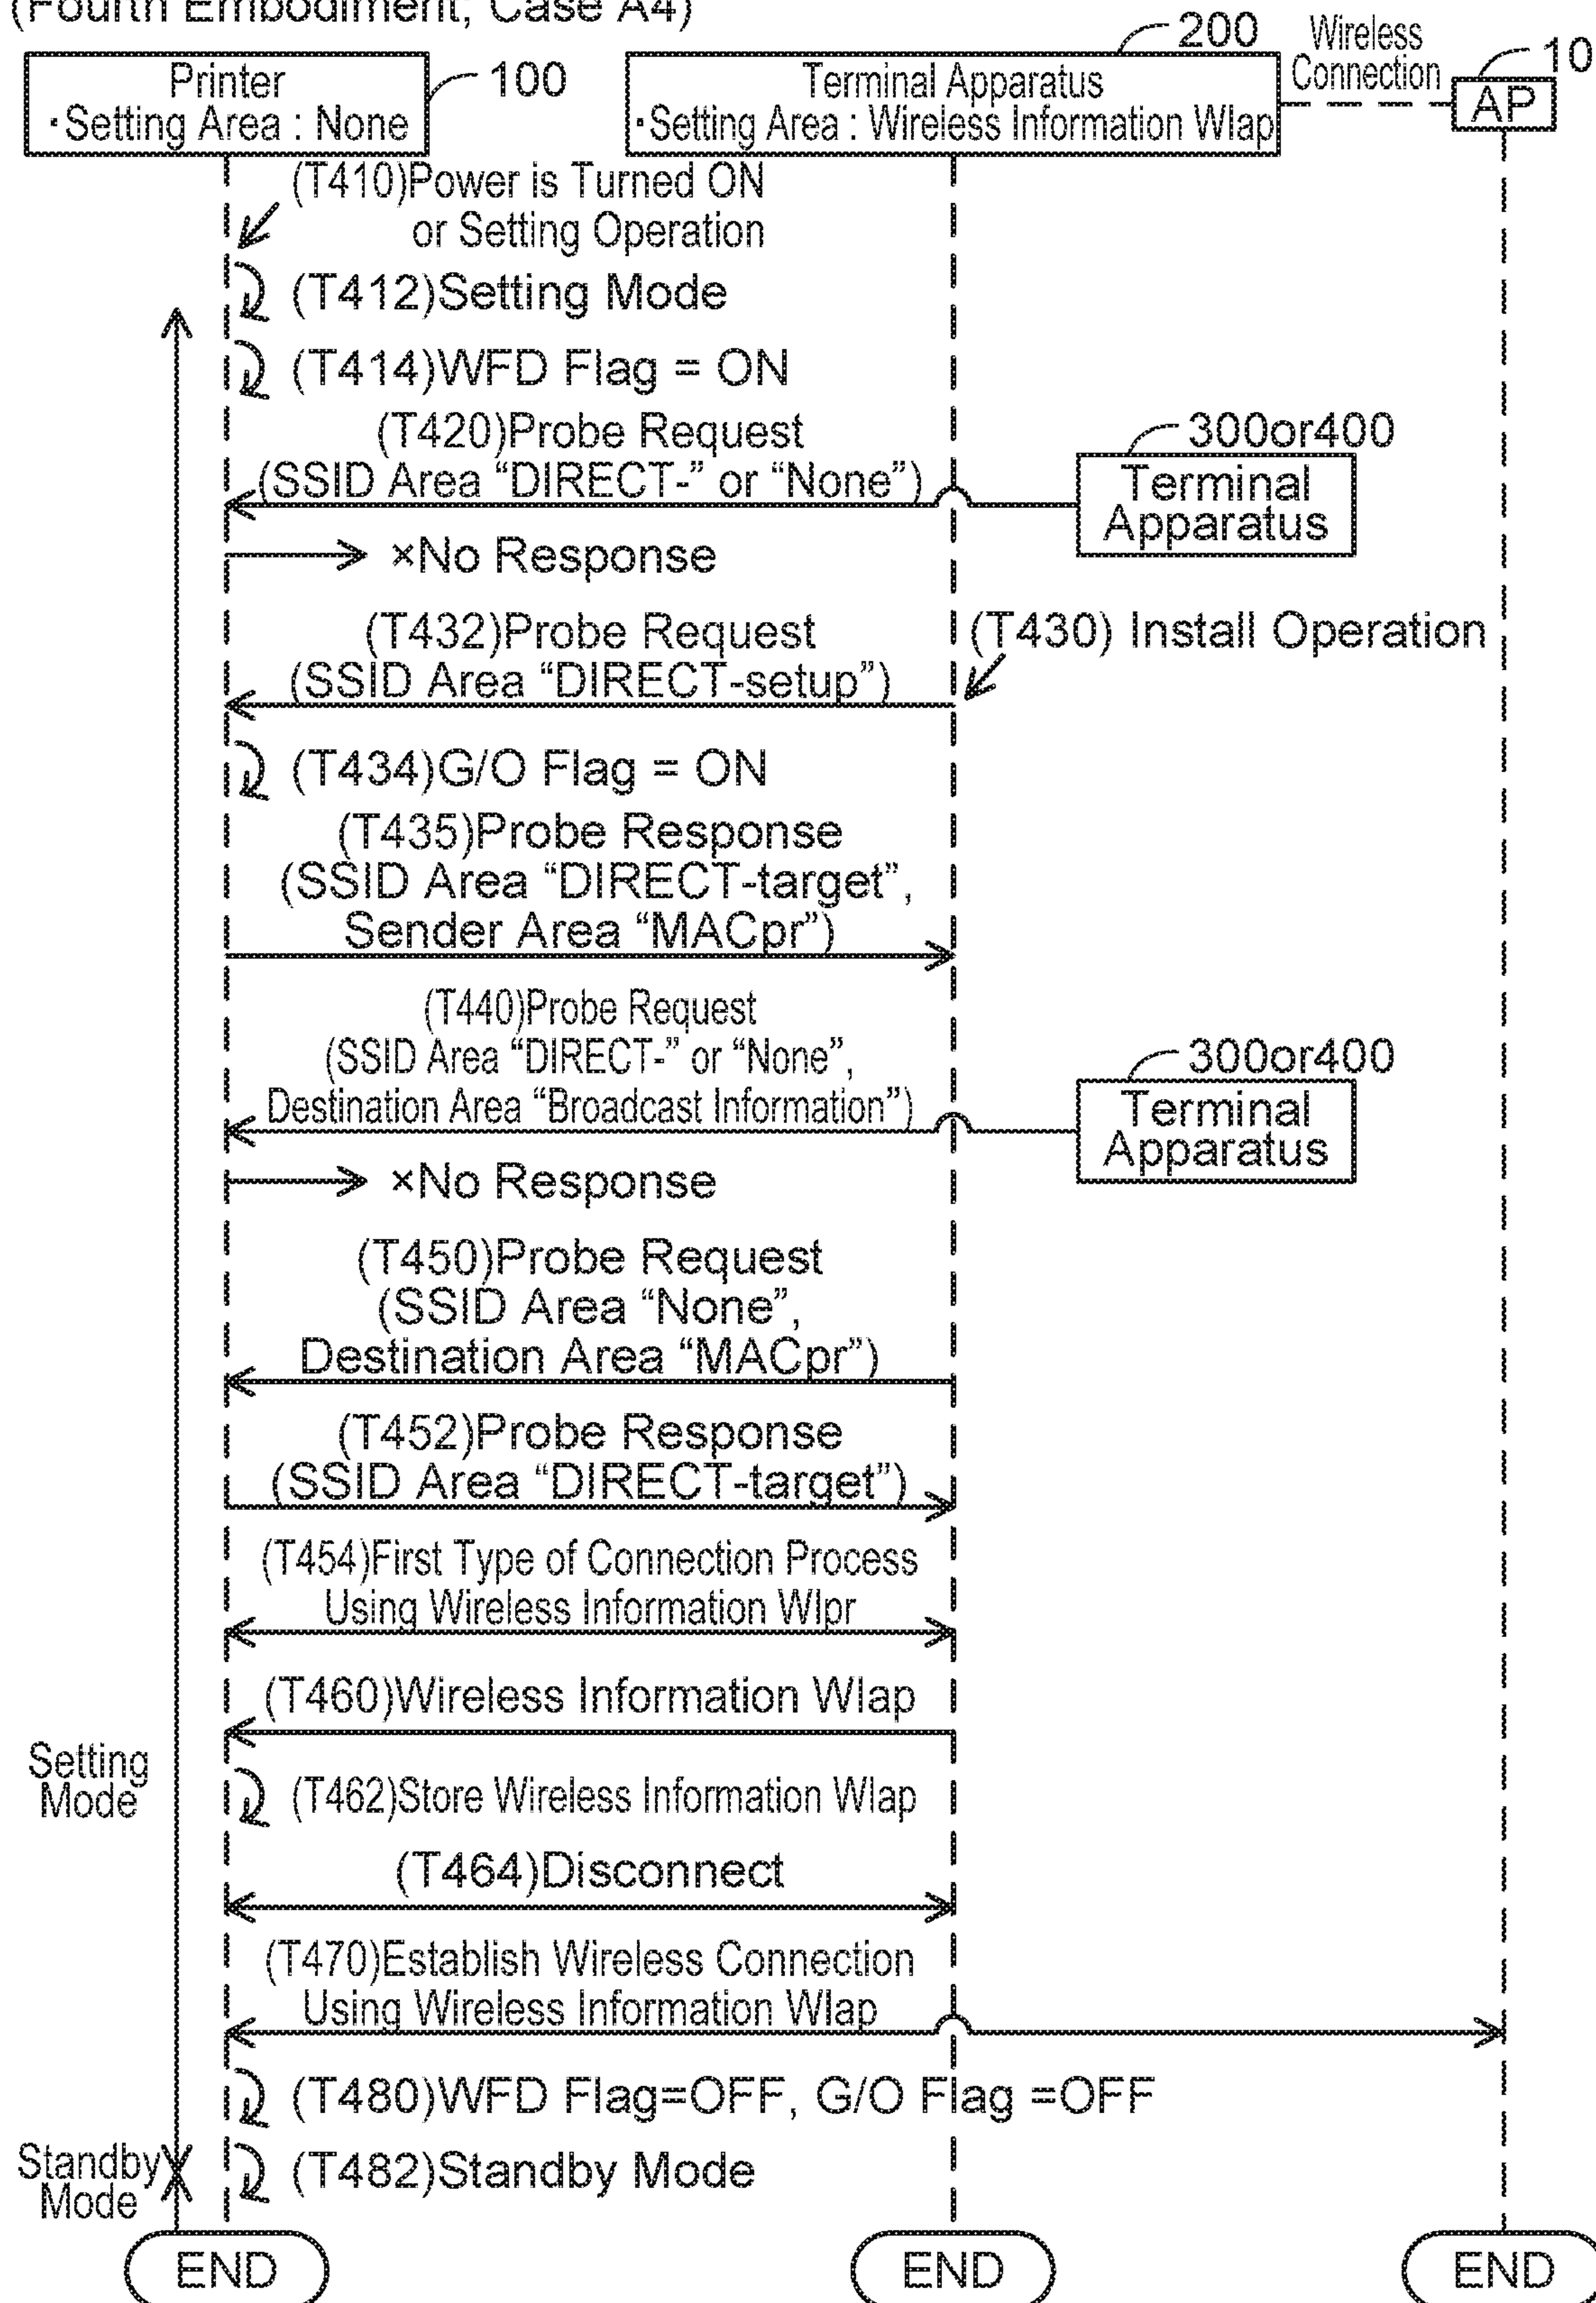 (Fourth Embodiment; Case A4)
200
Wireless
Connection
10
Printer
·Setting Area : None
100
Terminal Apparatus
·Setting Area : Wireless Information WIap
AP
(T410)Power is Turned ON
or Setting Operation
(T412)Setting Mode
(T414)WFD Flag = ON
(T420)Probe Request
(SSID Area “DIRECT-” or “None”)
300or400
Terminal
Apparatus
×No Response
(T432)Probe Request
(SSID Area “DIRECT-setup”)
(T430) Install Operation
(T434)G/O Flag = ON
(T435)Probe Response
(SSID Area “DIRECT-target”,
Sender Area “MACpr”)
(T440)Probe Request
(SSID Area “DIRECT-” or “None”,
Destination Area “Broadcast Information”)
300or400
Terminal
Apparatus
×No Response
(T450)Probe Request
(SSID Area “None”,
Destination Area “MACpr”)
(T452)Probe Response
(SSID Area “DIRECT-target”)
(T454)First Type of Connection Process
Using Wireless Information WIpr
(T460)Wireless Information WIap
Setting
Mode
(T462)Store Wireless Information WIap
(T464)Disconnect
(T470)Establish Wireless Connection
Using Wireless Information WIap
(T480)WFD Flag=OFF, G/O Flag =OFF
Standby
Mode
(T482)Standby Mode
END
END
END